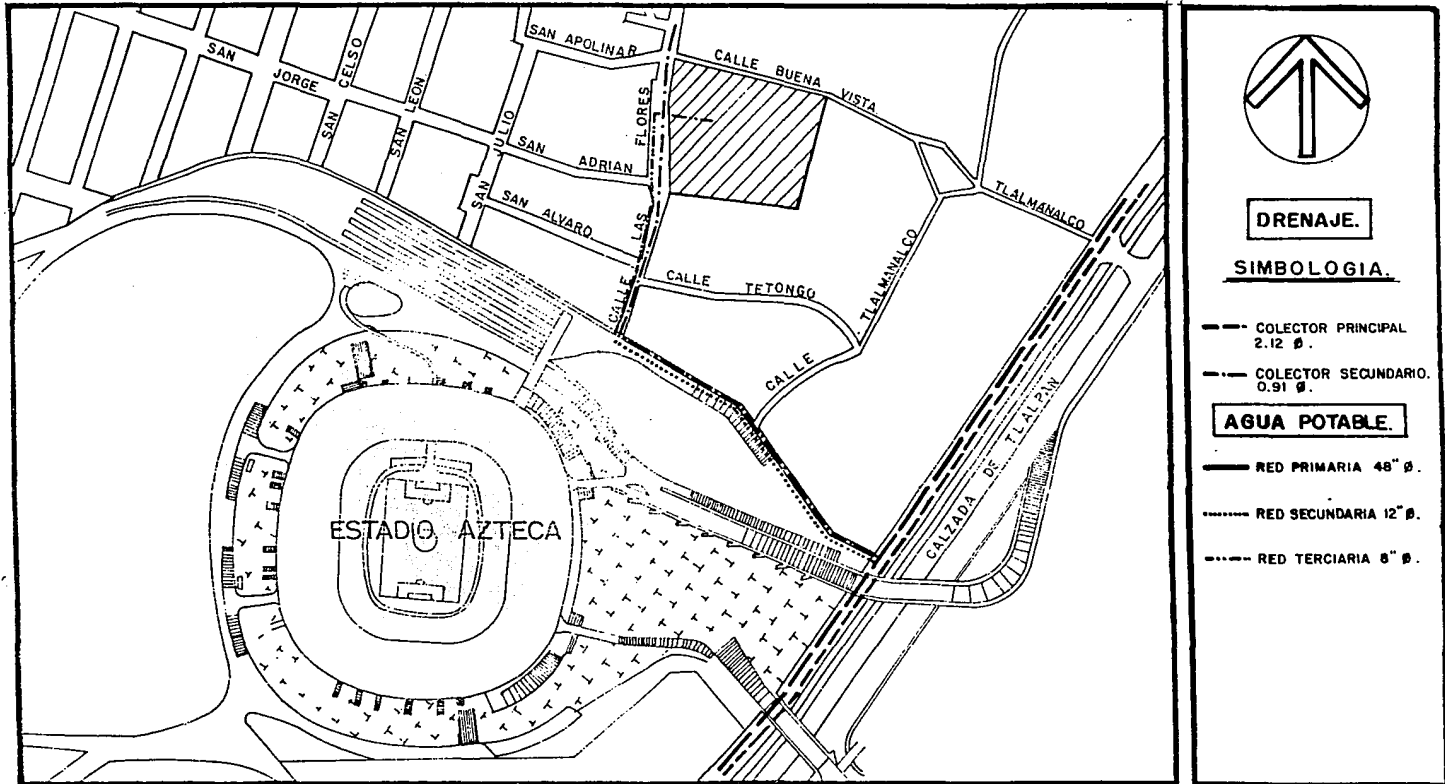 SAN APOLINAR
CALLE BUENA VISTA
SAN JORGE
SAN CELSO
SAN LEON
SAN JULIO
SAN ADRIAN
SAN ALVARO
CALLE LAS FLORES
CALLE TETONGO
CALLE TLALMANALCO
TLALMANALCO
CALZADA DE TLALPAN
ESTADIO AZTECA
DRENAJE.
SIMBOLOGIA.
COLECTOR PRINCIPAL
2.12 Ø.
COLECTOR SECUNDARIO.
0.91 Ø.
AGUA POTABLE.
RED PRIMARIA 48" Ø.
RED SECUNDARIA 12" Ø.
RED TERCIARIA 8" Ø.